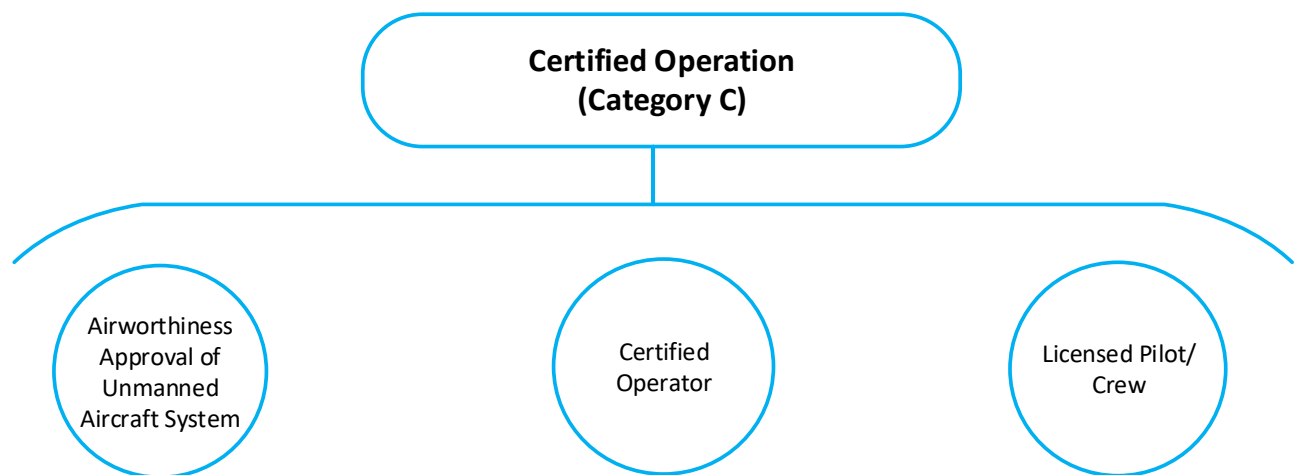 Certified Operation
(Category C)
Airworthiness
Approval of
Unmanned
Aircraft System
Certified
Operator
Licensed Pilot/
Crew